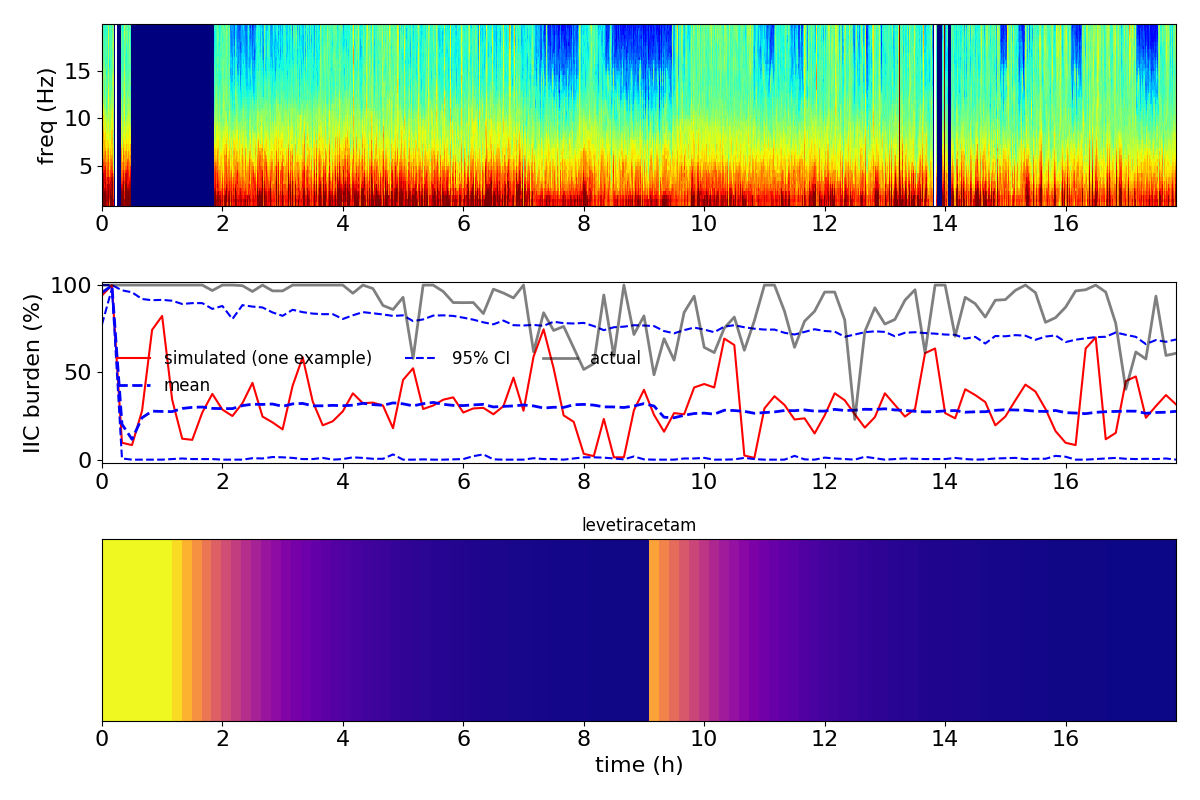 freq (Hz)
15
10
5
0 2 4 6 8 10 12 14 16
IIC burden (%)
100
50
0
simulated (one example) 95% CI actual
mean
0 2 4 6 8 10 12 14 16
levetiracetam
0 2 4 6 8 10 12 14 16
time (h)